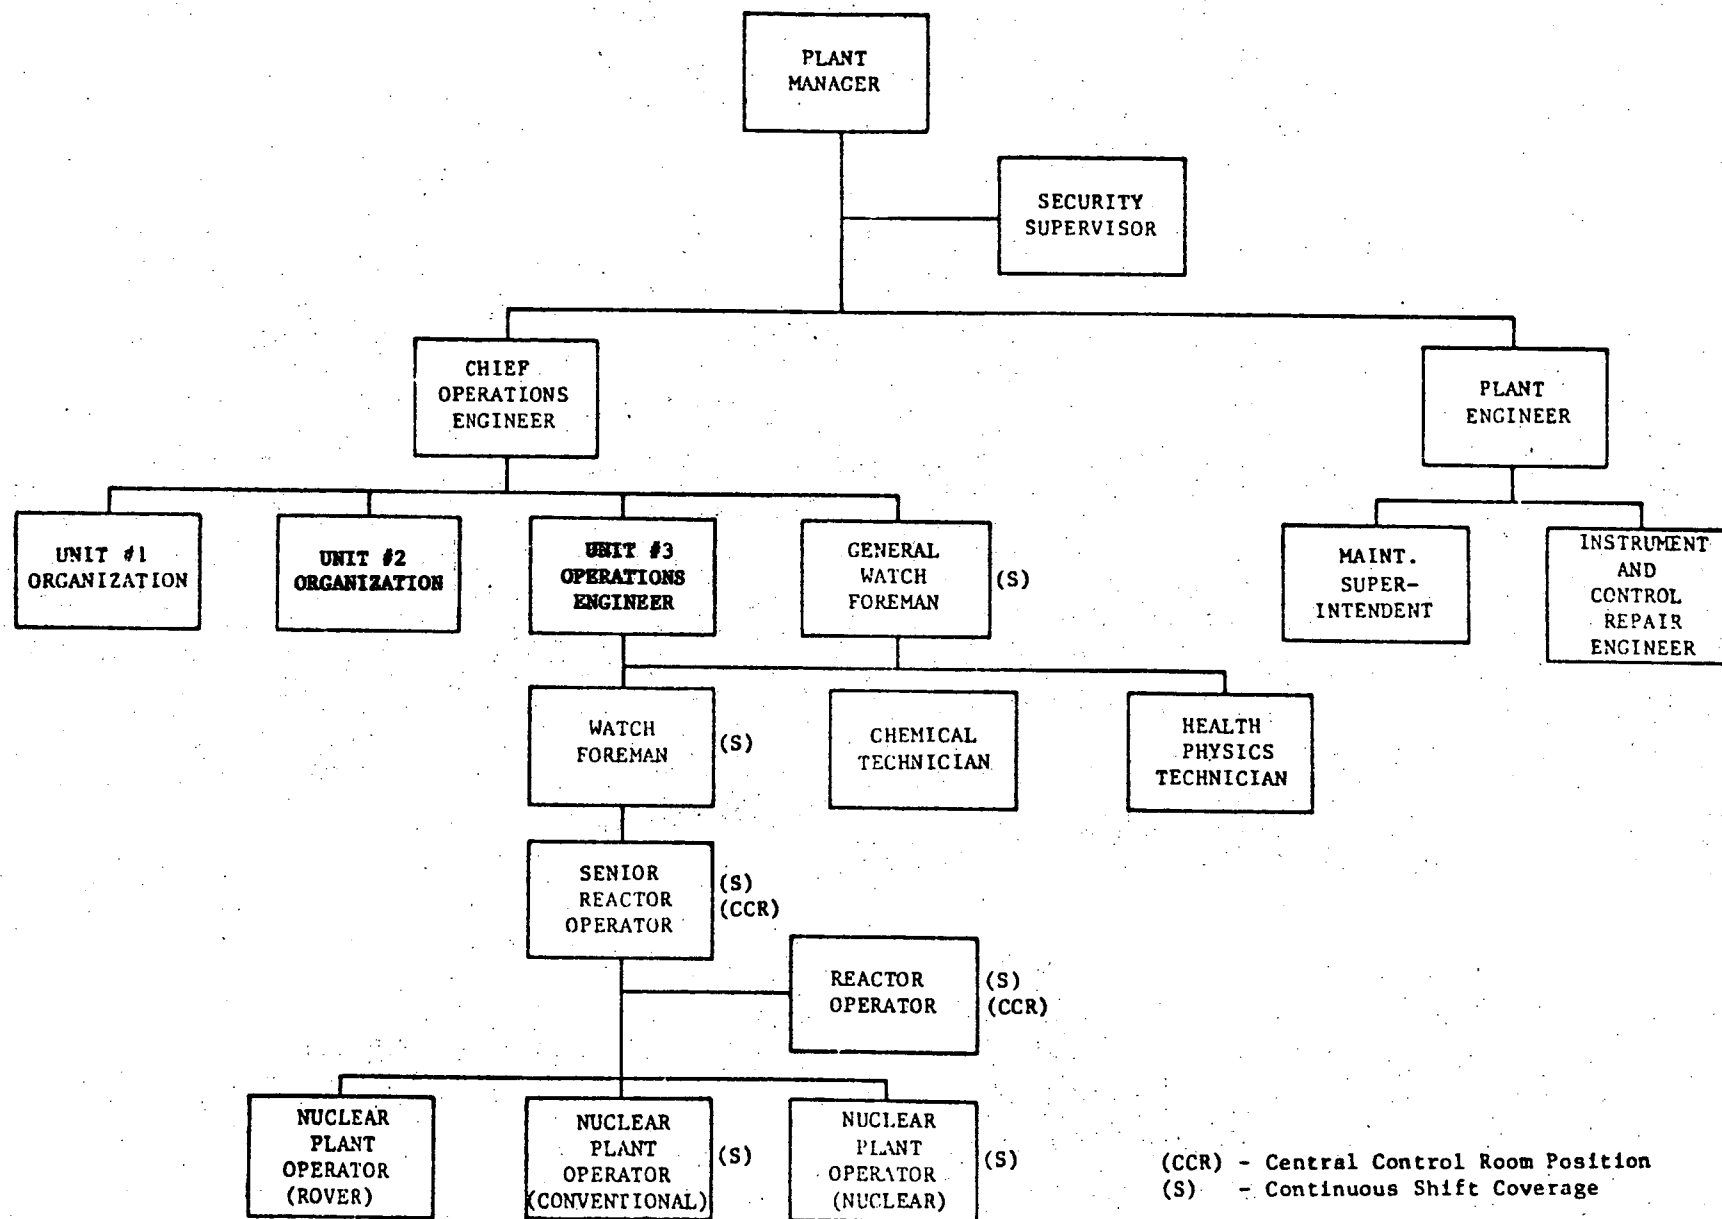 PLANT
MANAGER
SECURITY
SUPERVISOR
CHIEF
OPERATIONS
ENGINEER
PLANT
ENGINEER
UNIT #1
ORGANIZATION
UNIT #2
ORGANIZATION
UNIT #3
OPERATIONS
ENGINEER
GENERAL
WATCH
FOREMAN
(S)
MAINT.
SUPER-
INTENDENT
INSTRUMENT
AND
CONTROL
REPAIR
ENGINEER
WATCH
FOREMAN
(S)
CHEMICAL
TECHNICIAN
HEALTH
PHYSICS
TECHNICIAN
SENIOR
REACTOR
OPERATOR
(S)
(CCR)
REACTOR
OPERATOR
(S)
(CCR)
NUCLEAR
PLANT
OPERATOR
(ROVER)
NUCLEAR
PLANT
OPERATOR
(CONVENTIONAL)
(S)
NUCLEAR
PLANT
OPERATOR
(NUCLEAR)
(S)
(CCR) - Central Control Room Position
(S) - Continuous Shift Coverage